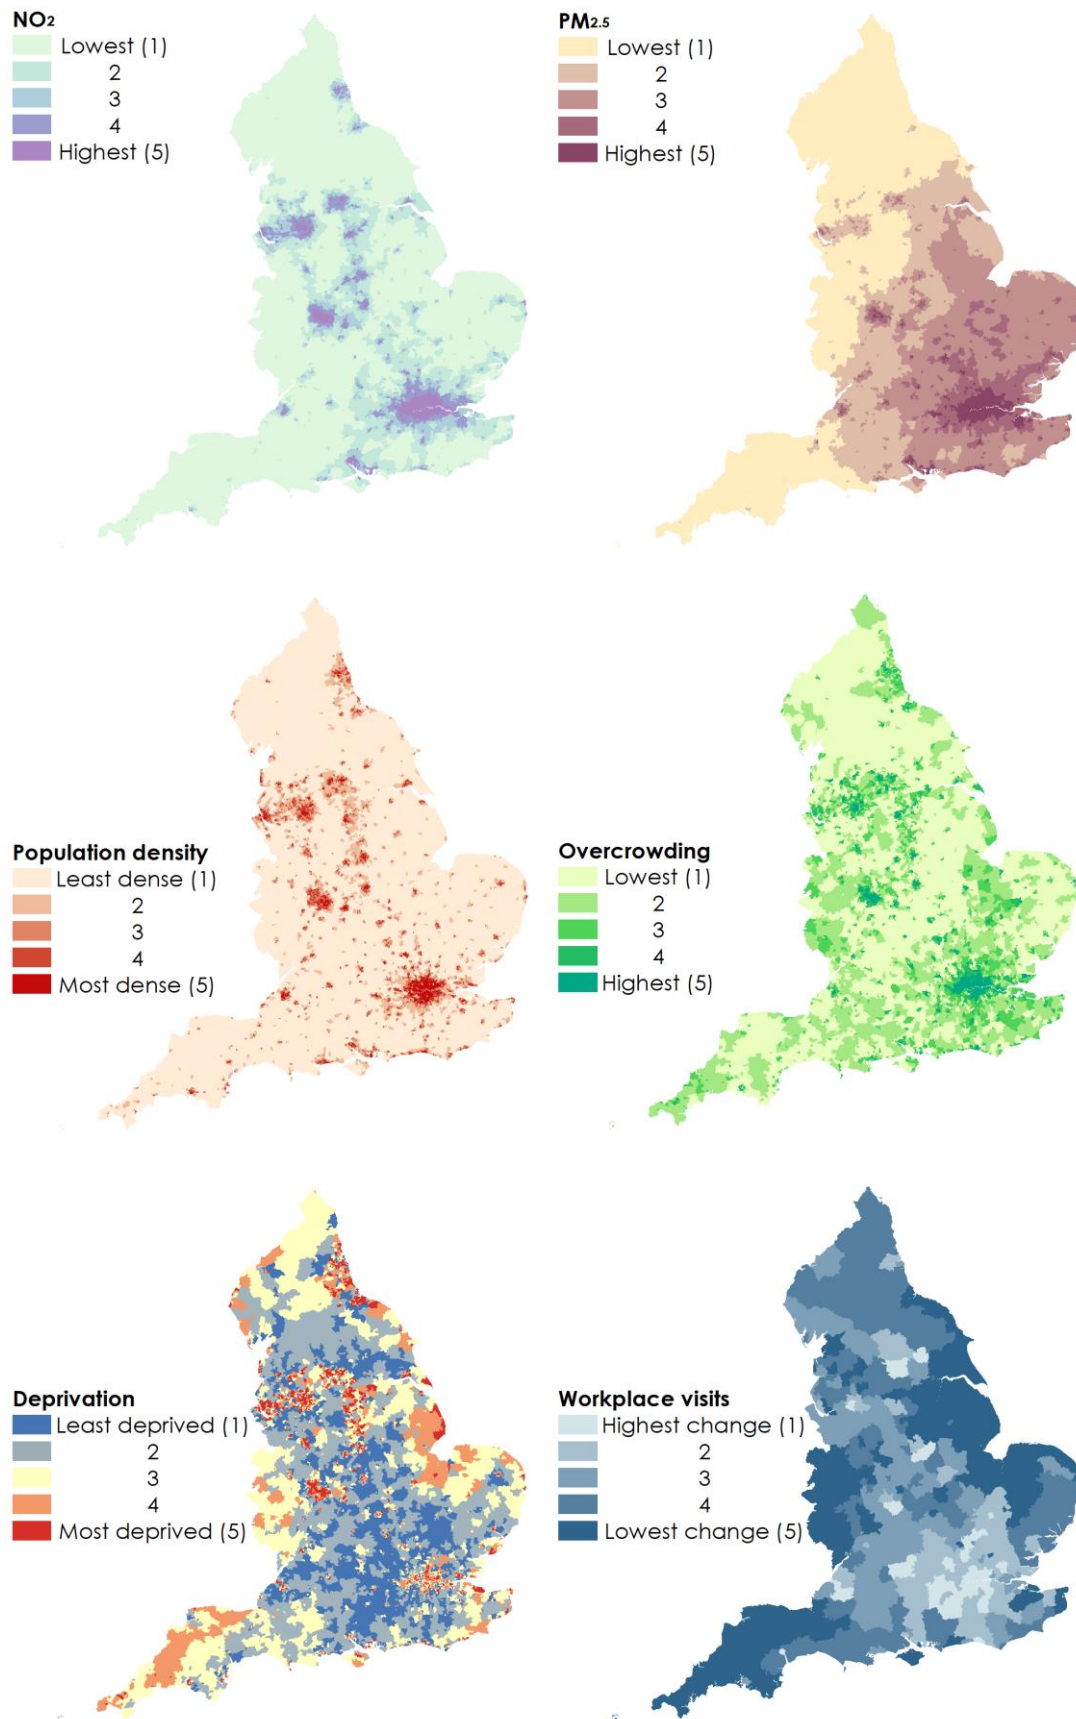 NO₂
Lowest (1)
2
3
4
Highest (5)
PM₂.₅
Lowest (1)
2
3
4
Highest (5)
Population density
Least dense (1)
2
3
4
Most dense (5)
Overcrowding
Lowest (1)
2
3
4
Highest (5)
Deprivation
Least deprived (1)
2
3
4
Most deprived (5)
Workplace visits
Highest change (1)
2
3
4
Lowest change (5)